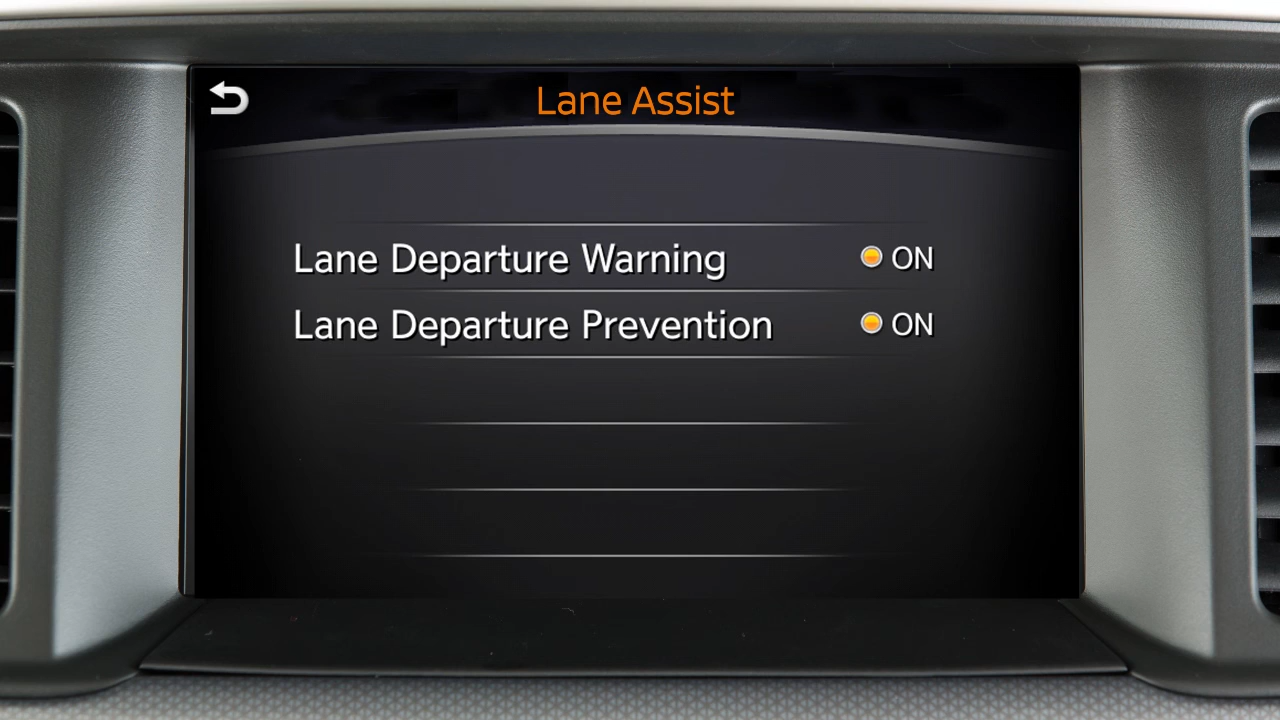 Lane Assist
Lane Departure Warning ON
Lane Departure Prevention ON